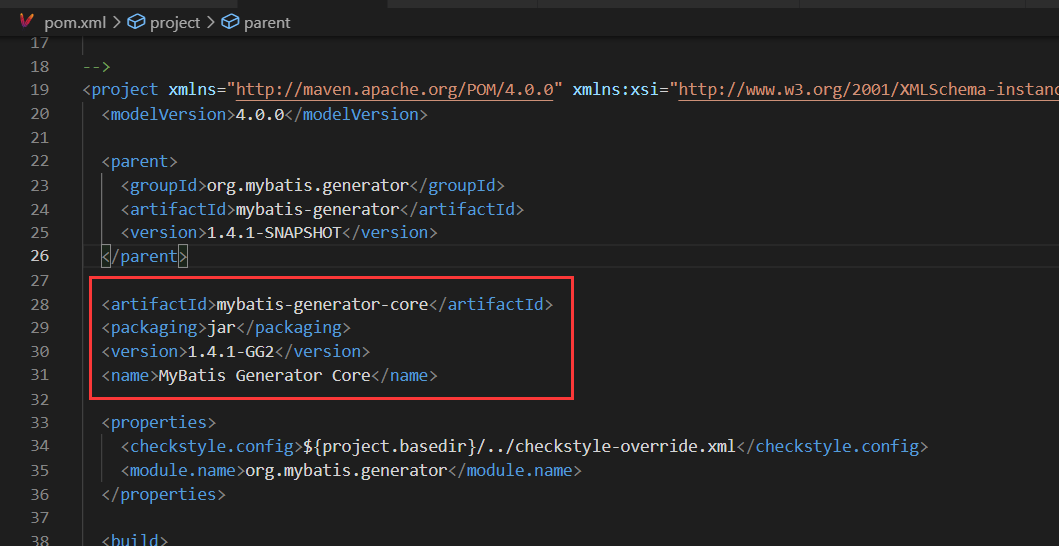 pom.xml > project > parent
17
18 -->
19 <project xmlns="http://maven.apache.org/POM/4.0.0" xmlns:xsi="http://www.w3.org/2001/XMLSchema-instanc
20 <modelVersion>4.0.0</modelVersion>
21
22 <parent>
23 <groupId>org.mybatis.generator</groupId>
24 <artifactId>mybatis-generator</artifactId>
25 <version>1.4.1-SNAPSHOT</version>
26 </parent>
27
28 <artifactId>mybatis-generator-core</artifactId>
29 <packaging>jar</packaging>
30 <version>1.4.1-GG2</version>
31 <name>MyBatis Generator Core</name>
32
33 <properties>
34 <checkstyle.config>${project.basedir}/../checkstyle-override.xml</checkstyle.config>
35 <module.name>org.mybatis.generator</module.name>
36 </properties>
37
38 <build>